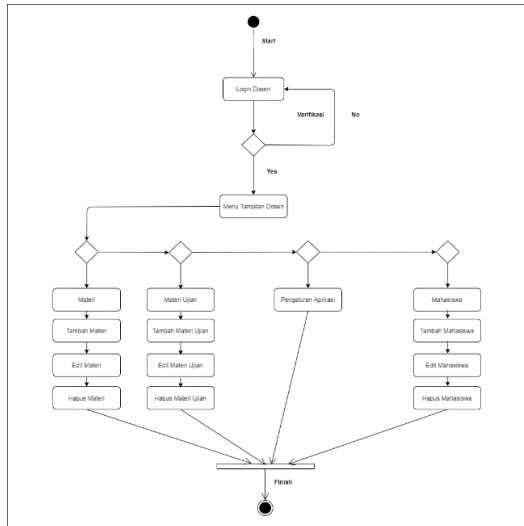 Start
Login Dosen
Verifikasi
No
Yes
Menu Tampilan Dosen
Materi
Materi Ujian
Pengaturan Aplikasi
Mahasiswa
Tambah Materi
Tambah Materi Ujian
Tambah Mahasiswa
Edit Materi
Edit Materi Ujian
Edit Mahasiswa
Hapus Materi
Hapus Materi Ujian
Hapus Mahasiswa
Finish